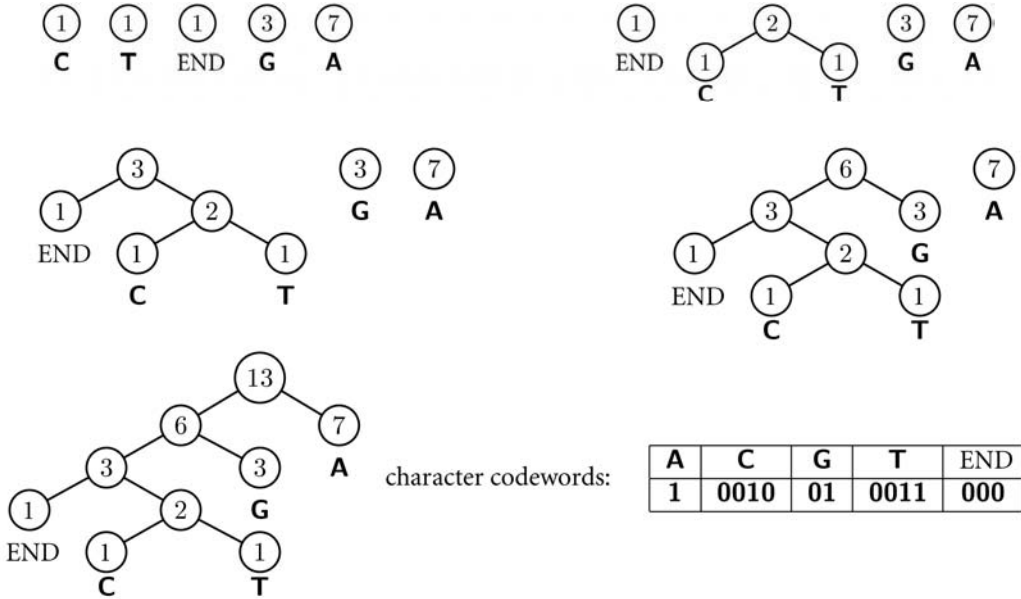 1 1 1 3 7
C T END G A
1 2 3 7
END 1 1 G A
C T
3 3 7
1 2 G A
END 1 1
C T
6 7
3 3 A
1 2 G
END 1 1
C T
13
6 7
3 3 A
1 2 G
END 1 1
C T
character codewords:
A C G T END
1 0010 01 0011 000